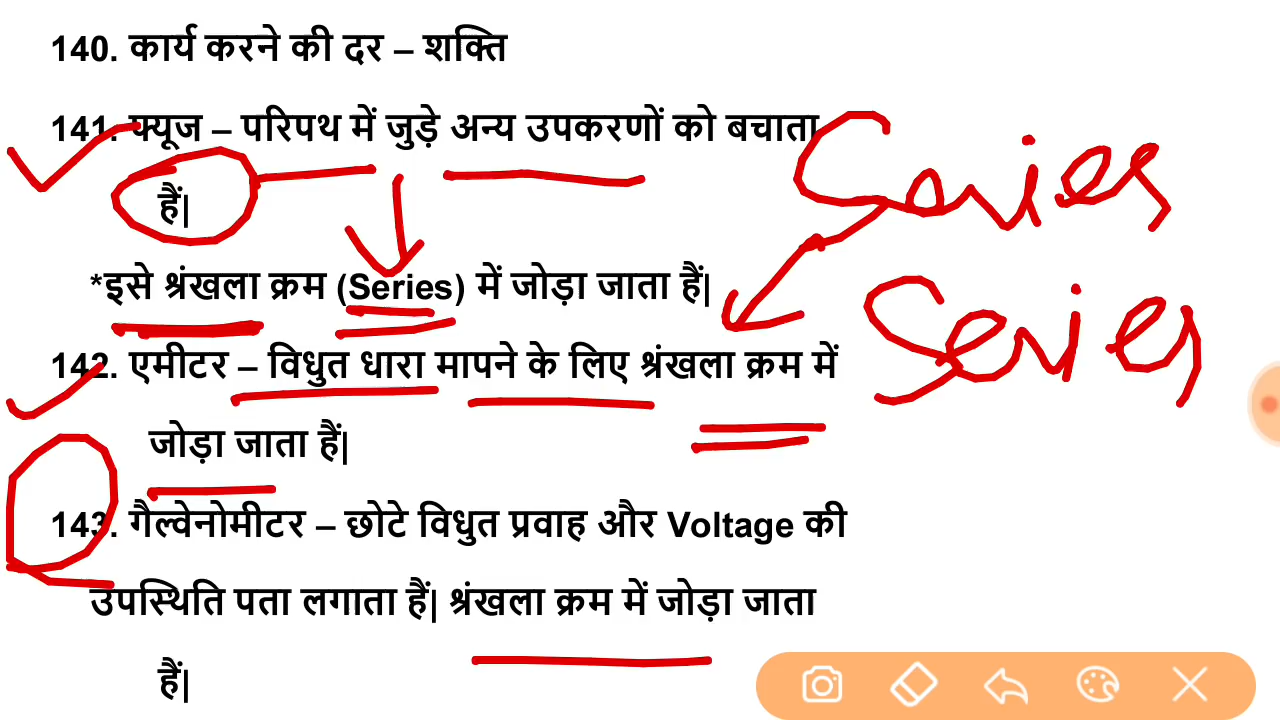 140. कार्य करने की दर – शक्ति
141. फ्यूज – परिपथ में जुड़े अन्य उपकरणों को बचाता
हैं|
Series
*इसे श्रंखला क्रम (Series) में जोड़ा जाता हैं|
Series
142. एमीटर – विधुत धारा मापने के लिए श्रंखला क्रम में
जोड़ा जाता हैं|
143. गैल्वेनोमीटर – छोटे विधुत प्रवाह और Voltage की
उपस्थिति पता लगाता हैं| श्रंखला क्रम में जोड़ा जाता
हैं|